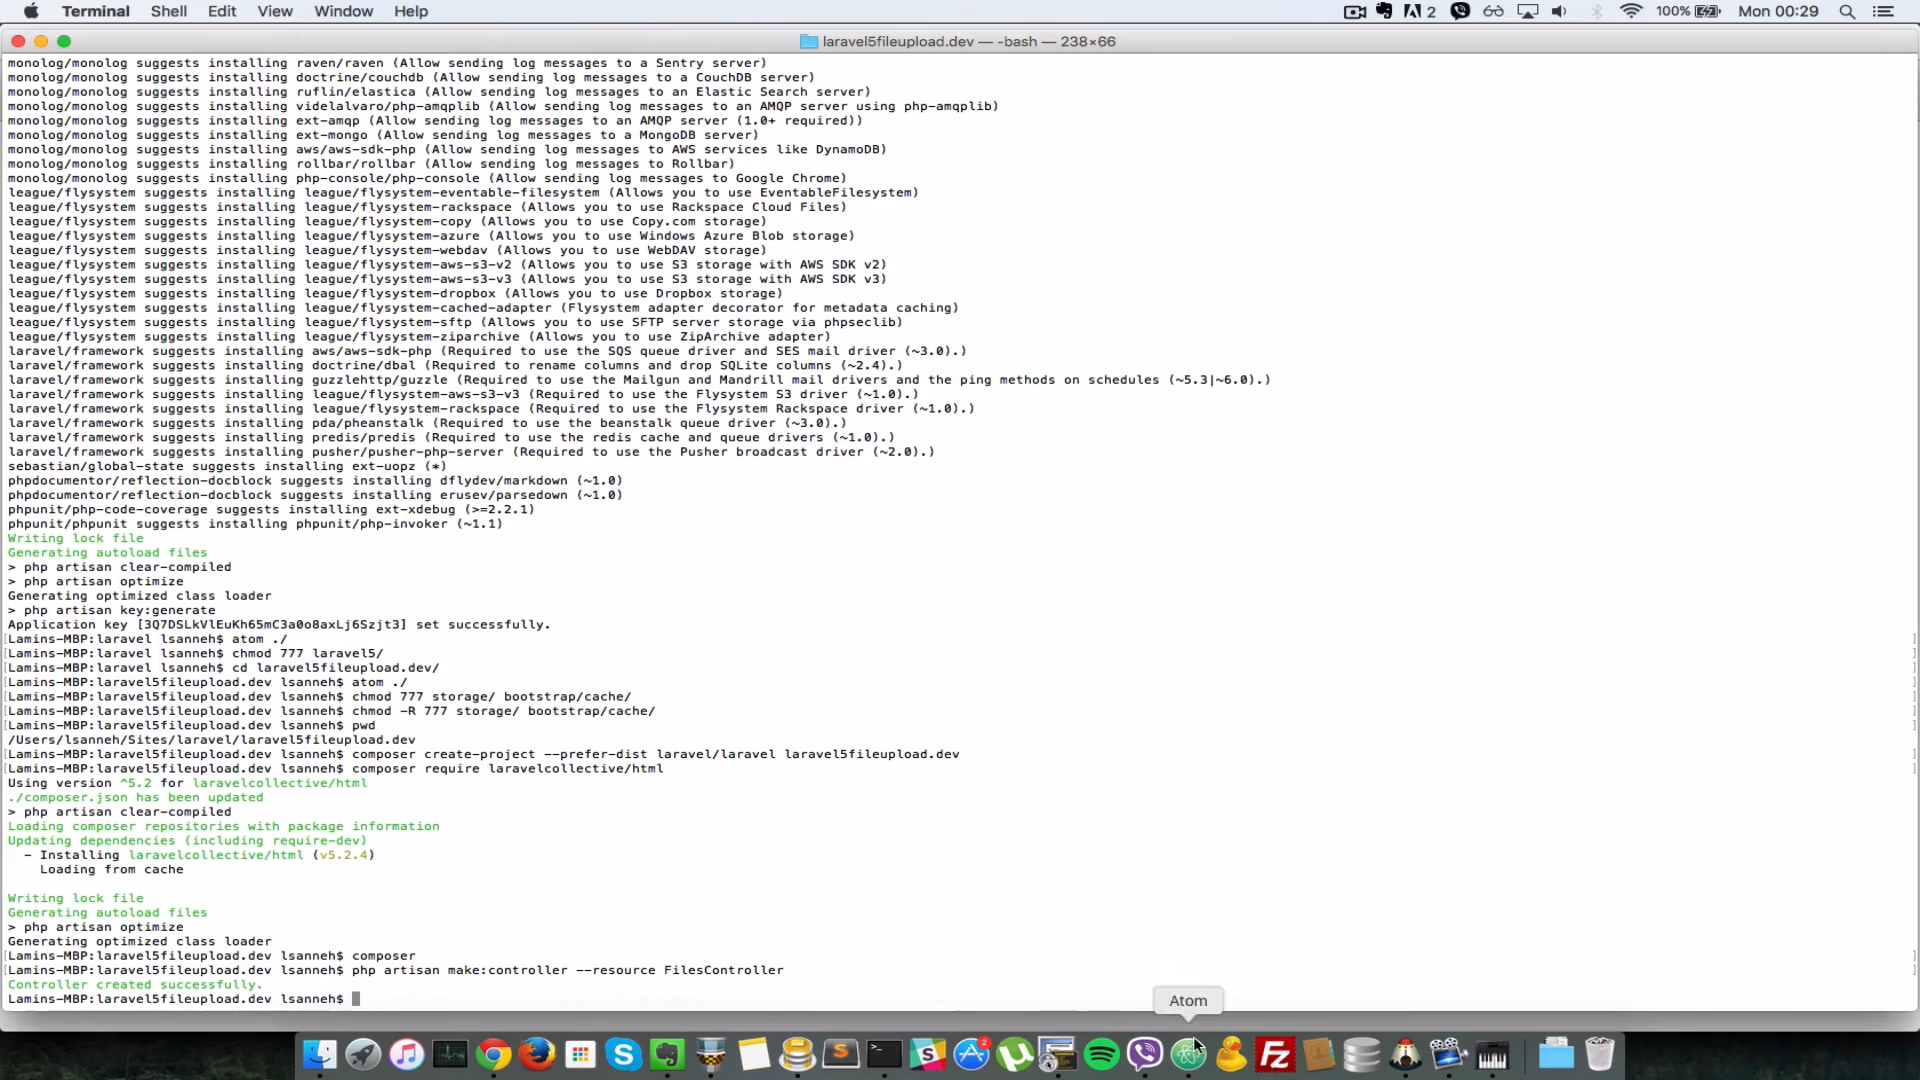 Terminal Shell Edit View Window Help 2 100% Mon 00:29
laravel5fileupload.dev — -bash — 238×66
monolog/monolog suggests installing raven/raven (Allow sending log messages to a Sentry server)
monolog/monolog suggests installing doctrine/couchdb (Allow sending log messages to a CouchDB server)
monolog/monolog suggests installing ruflin/elastica (Allow sending log messages to an Elastic Search server)
monolog/monolog suggests installing videlalvaro/php-amqplib (Allow sending log messages to an AMQP server using php-amqplib)
monolog/monolog suggests installing ext-amqp (Allow sending log messages to an AMQP server (1.0+ required))
monolog/monolog suggests installing ext-mongo (Allow sending log messages to a MongoDB server)
monolog/monolog suggests installing aws/aws-sdk-php (Allow sending log messages to AWS services like DynamoDB)
monolog/monolog suggests installing rollbar/rollbar (Allow sending log messages to Rollbar)
monolog/monolog suggests installing php-console/php-console (Allow sending log messages to Google Chrome)
league/flysystem suggests installing league/flysystem-eventable-filesystem (Allows you to use EventableFilesystem)
league/flysystem suggests installing league/flysystem-rackspace (Allows you to use Rackspace Cloud Files)
league/flysystem suggests installing league/flysystem-copy (Allows you to use Copy.com storage)
league/flysystem suggests installing league/flysystem-azure (Allows you to use Windows Azure Blob storage)
league/flysystem suggests installing league/flysystem-webdav (Allows you to use WebDAV storage)
league/flysystem suggests installing league/flysystem-aws-s3-v2 (Allows you to use S3 storage with AWS SDK v2)
league/flysystem suggests installing league/flysystem-aws-s3-v3 (Allows you to use S3 storage with AWS SDK v3)
league/flysystem suggests installing league/flysystem-dropbox (Allows you to use Dropbox storage)
league/flysystem suggests installing league/flysystem-cached-adapter (Flysystem adapter decorator for metadata caching)
league/flysystem suggests installing league/flysystem-sftp (Allows you to use SFTP server storage via phpseclib)
league/flysystem suggests installing league/flysystem-ziparchive (Allows you to use ZipArchive adapter)
laravel/framework suggests installing aws/aws-sdk-php (Required to use the SQS queue driver and SES mail driver (~3.0).)
laravel/framework suggests installing doctrine/dbal (Required to rename columns and drop SQLite columns (~2.4).)
laravel/framework suggests installing guzzlehttp/guzzle (Required to use the Mailgun and Mandrill mail drivers and the ping methods on schedules (~5.3|~6.0).)
laravel/framework suggests installing league/flysystem-aws-s3-v3 (Required to use the Flysystem S3 driver (~1.0).)
laravel/framework suggests installing league/flysystem-rackspace (Required to use the Flysystem Rackspace driver (~1.0).)
laravel/framework suggests installing pda/pheanstalk (Required to use the beanstalk queue driver (~3.0).)
laravel/framework suggests installing predis/predis (Required to use the redis cache and queue drivers (~1.0).)
laravel/framework suggests installing pusher/pusher-php-server (Required to use the Pusher broadcast driver (~2.0).)
sebastian/global-state suggests installing ext-uopz (*)
phpdocumentor/reflection-docblock suggests installing dflydev/markdown (~1.0)
phpdocumentor/reflection-docblock suggests installing erusev/parsedown (~1.0)
phpunit/php-code-coverage suggests installing ext-xdebug (>=2.2.1)
phpunit/phpunit suggests installing phpunit/php-invoker (~1.1)
Writing lock file
Generating autoload files
> php artisan clear-compiled
> php artisan optimize
Generating optimized class loader
> php artisan key:generate
Application key [3Q7DSLkVlEuKh65mC3a0o8axLj6Szjt3] set successfully.
[Lamins-MBP:laravel lsanneh$ atom ./ ]
[Lamins-MBP:laravel lsanneh$ chmod 777 laravel5/ ]
[Lamins-MBP:laravel lsanneh$ cd laravel5fileupload.dev/ ]
[Lamins-MBP:laravel5fileupload.dev lsanneh$ atom ./ ]
[Lamins-MBP:laravel5fileupload.dev lsanneh$ chmod 777 storage/ bootstrap/cache/ ]
[Lamins-MBP:laravel5fileupload.dev lsanneh$ chmod -R 777 storage/ bootstrap/cache/ ]
[Lamins-MBP:laravel5fileupload.dev lsanneh$ pwd ]
/Users/lsanneh/Sites/laravel/laravel5fileupload.dev
[Lamins-MBP:laravel5fileupload.dev lsanneh$ composer create-project --prefer-dist laravel/laravel laravel5fileupload.dev ]
[Lamins-MBP:laravel5fileupload.dev lsanneh$ composer require laravelcollective/html ]
Using version ^5.2 for laravelcollective/html
./composer.json has been updated
> php artisan clear-compiled
Loading composer repositories with package information
Updating dependencies (including require-dev)
- Installing laravelcollective/html (v5.2.4)
Loading from cache
Writing lock file
Generating autoload files
> php artisan optimize
Generating optimized class loader
[Lamins-MBP:laravel5fileupload.dev lsanneh$ composer ]
[Lamins-MBP:laravel5fileupload.dev lsanneh$ php artisan make:controller --resource FilesController ]
Controller created successfully.
Lamins-MBP:laravel5fileupload.dev lsanneh$
Atom